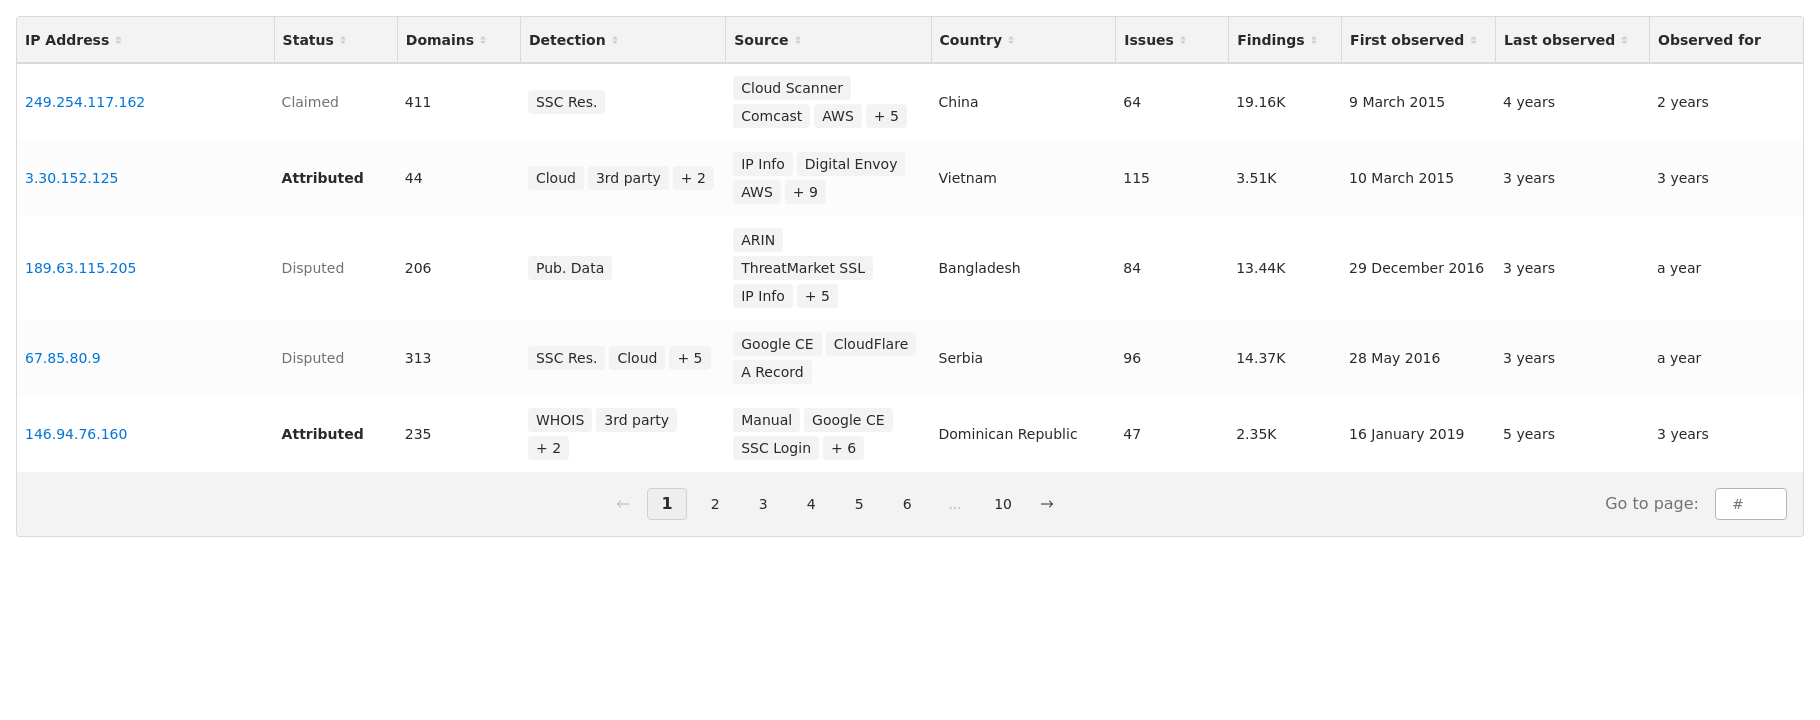 IP Address Status Domains Detection Source Country Issues Findings First observed Last observed Observed for
249.254.117.162 Claimed 411 SSC Res. Cloud Scanner Comcast AWS + 5 China 64 19.16K 9 March 2015 4 years 2 years
3.30.152.125 Attributed 44 Cloud 3rd party + 2 IP Info Digital Envoy AWS + 9 Vietnam 115 3.51K 10 March 2015 3 years 3 years
189.63.115.205 Disputed 206 Pub. Data ARIN ThreatMarket SSL IP Info + 5 Bangladesh 84 13.44K 29 December 2016 3 years a year
67.85.80.9 Disputed 313 SSC Res. Cloud + 5 Google CE CloudFlare A Record Serbia 96 14.37K 28 May 2016 3 years a year
146.94.76.160 Attributed 235 WHOIS 3rd party + 2 Manual Google CE SSC Login + 6 Dominican Republic 47 2.35K 16 January 2019 5 years 3 years
← 1 2 3 4 5 6 ... 10 → Go to page: #